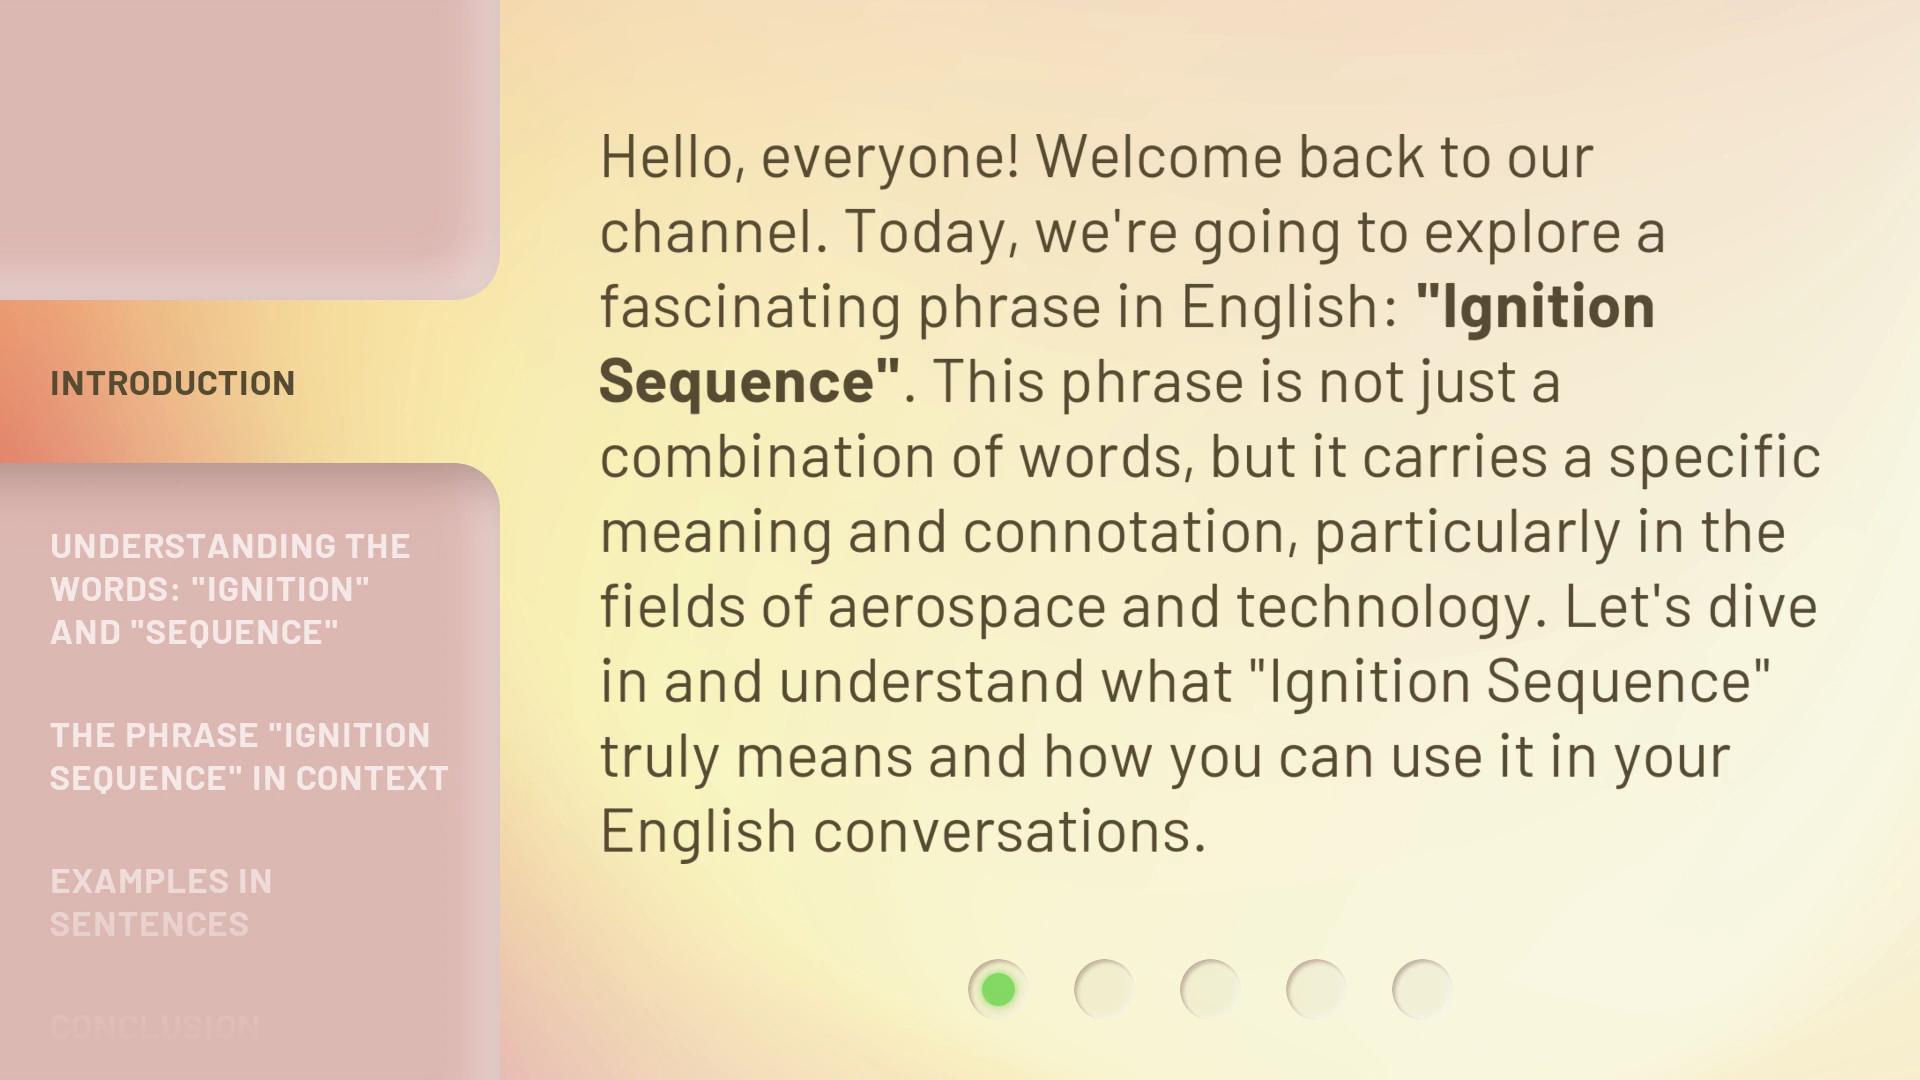 INTRODUCTION
UNDERSTANDING THE
WORDS: "IGNITION"
AND "SEQUENCE"
THE PHRASE "IGNITION
SEQUENCE" IN CONTEXT
EXAMPLES IN
SENTENCES
CONCLUSION
Hello, everyone! Welcome back to our
channel. Today, we're going to explore a
fascinating phrase in English: "Ignition
Sequence". This phrase is not just a
combination of words, but it carries a specific
meaning and connotation, particularly in the
fields of aerospace and technology. Let's dive
in and understand what "Ignition Sequence"
truly means and how you can use it in your
English conversations.